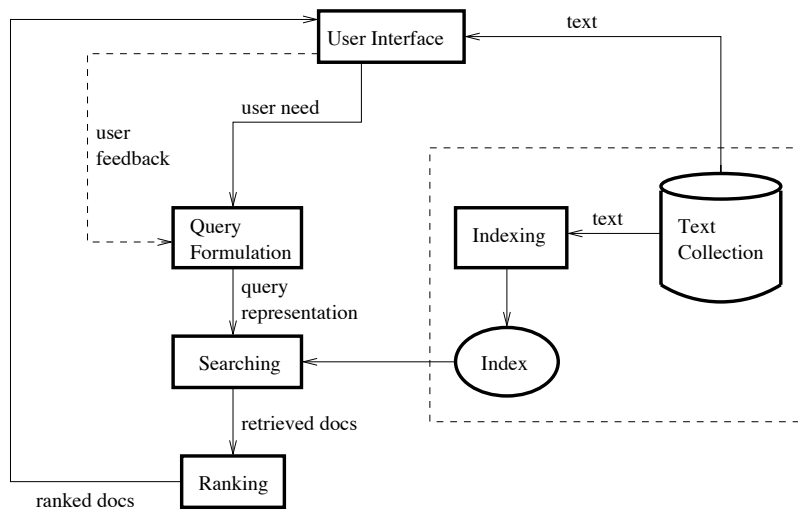 text
User Interface
user need
user
feedback
Query
Formulation
Indexing
text
Text
Collection
query
representation
Searching
Index
retrieved docs
Ranking
ranked docs